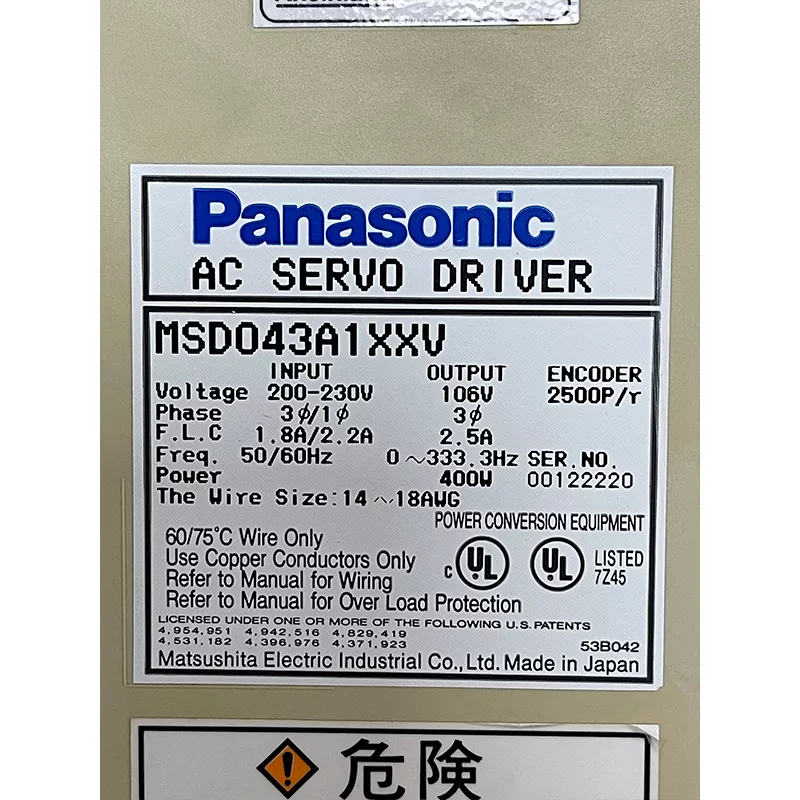 Panasonic
AC SERVO DRIVER
MSD043A1XXV
INPUT OUTPUT ENCODER
Voltage 200-230V 106V 2500P/r
Phase 3φ/1φ 3φ
F.L.C 1.8A/2.2A 2.5A
Freq. 50/60Hz 0~333.3Hz SER.NO.
Power 400W 00122220
The Wire Size:14~18AWG
POWER CONVERSION EQUIPMENT
60/75°C Wire Only
Use Copper Conductors Only
Refer to Manual for Wiring
Refer to Manual for Over Load Protection
c UL UL LISTED
7Z45
LICENSED UNDER ONE OR MORE OF THE FOLLOWING U.S. PATENTS
4,954,951 4,942,516 4,829,419
4,531,182 4,396,976 4,371,923
53B042
Matsushita Electric Industrial Co.,Ltd. Made in Japan
危険